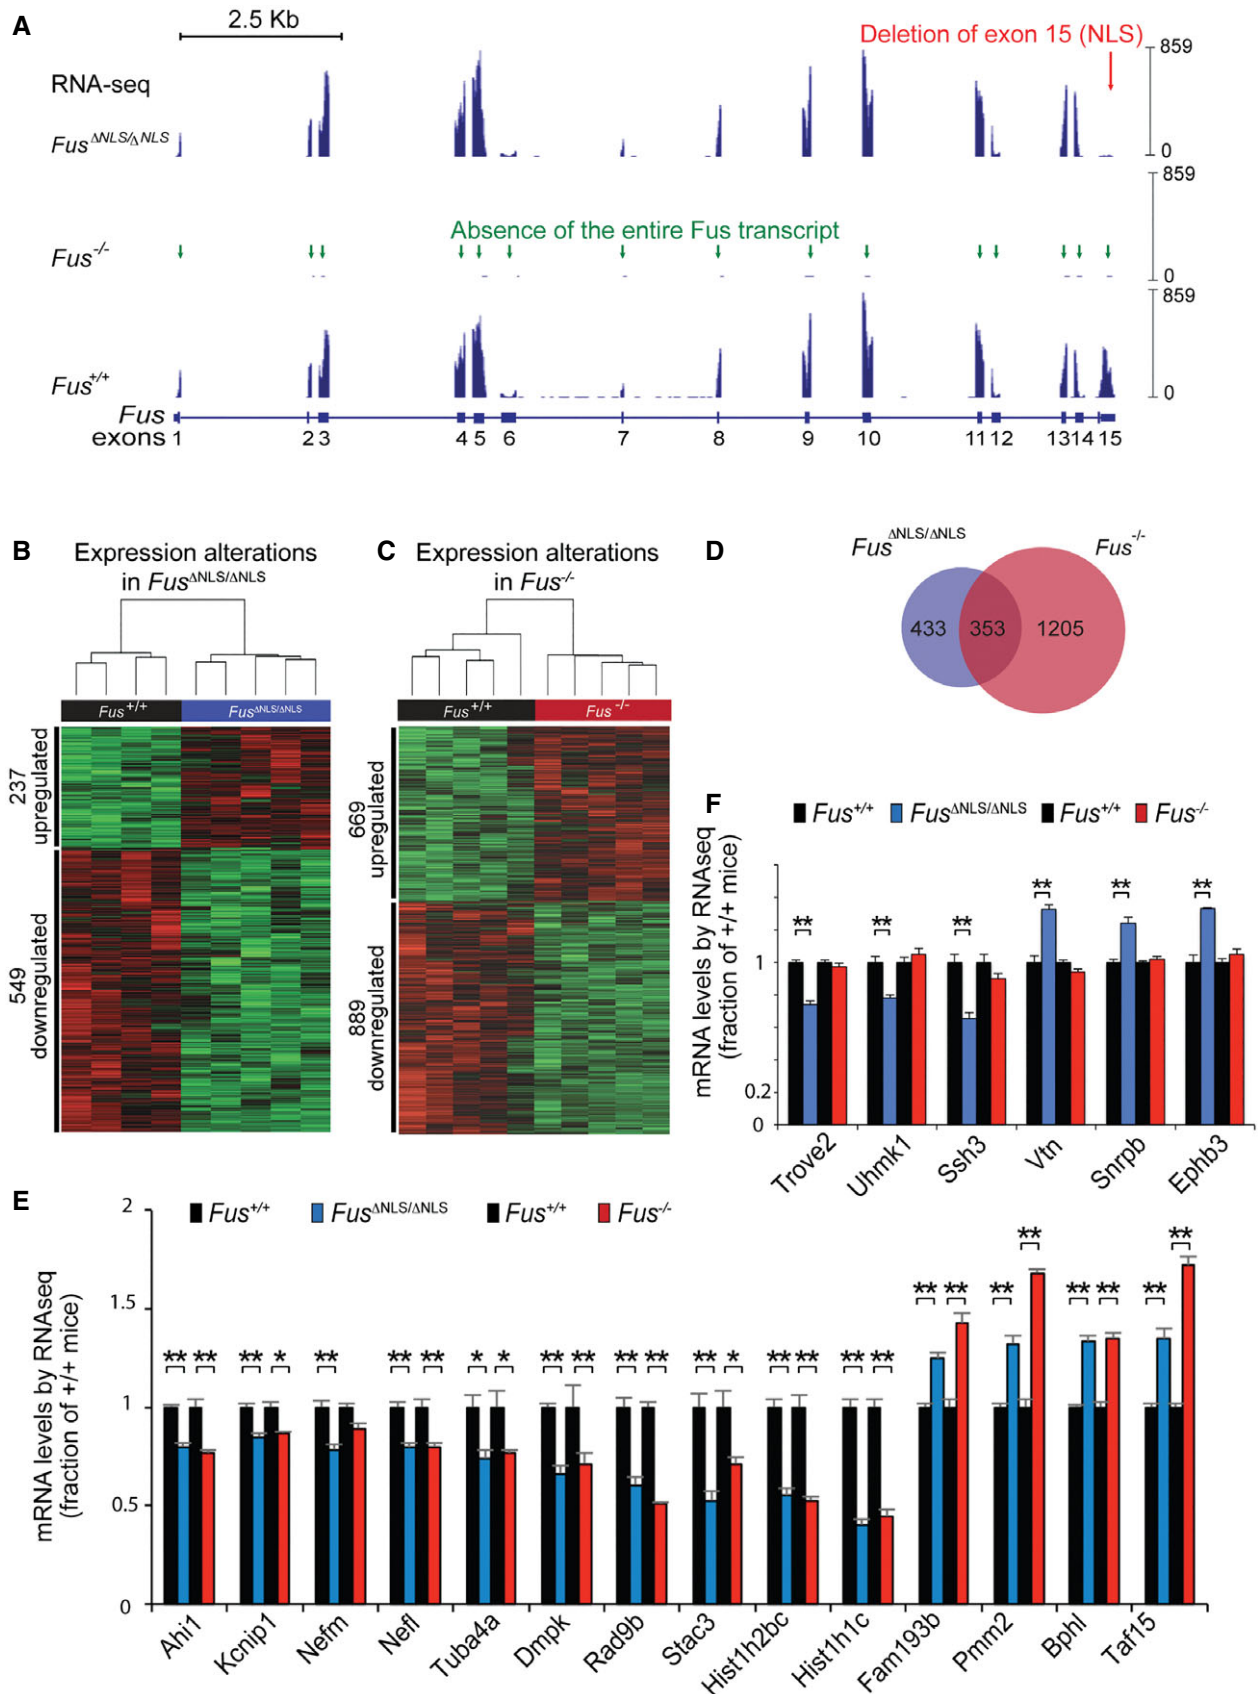 A
2.5 Kb
Deletion of exon 15 (NLS)
859
RNA-seq
Fus ΔNLS/ΔNLS
0
859
Absence of the entire Fus transcript
Fus-/-
0
859
Fus+/+
0
Fus
exons 1 2 3 4 5 6 7 8 9 10 11 12 13 14 15
B
Expression alterations
in FusΔNLS/ΔNLS
Fus+/+ FusΔNLS/ΔNLS
237
upregulated
549
downregulated
C
Expression alterations
in Fus-/-
Fus+/+ Fus-/-
669
upregulated
889
downregulated
D
FusΔNLS/ΔNLS Fus-/-
433 353 1205
F
Fus+/+ FusΔNLS/ΔNLS Fus+/+ Fus-/-
mRNA levels by RNAseq
(fraction of +/+ mice)
** ** ** ** ** **
1
0.2
0
Trove2 Uhmk1 Ssh3 Vtn Snrpb Ephb3
E
Fus+/+ FusΔNLS/ΔNLS Fus+/+ Fus-/-
mRNA levels by RNAseq
(fraction of +/+ mice)
2
1.5
1
0.5
0
** ** ** * ** ** ** * * ** ** ** ** ** * ** ** ** ** ** ** ** ** ** ** ** **
Ahi1 Kcnip1 Nefm Nefl Tuba4a Dmpk Rad9b Stac3 Hist1h2bc Hist1h1c Fam193b Pmm2 Bphl Taf15